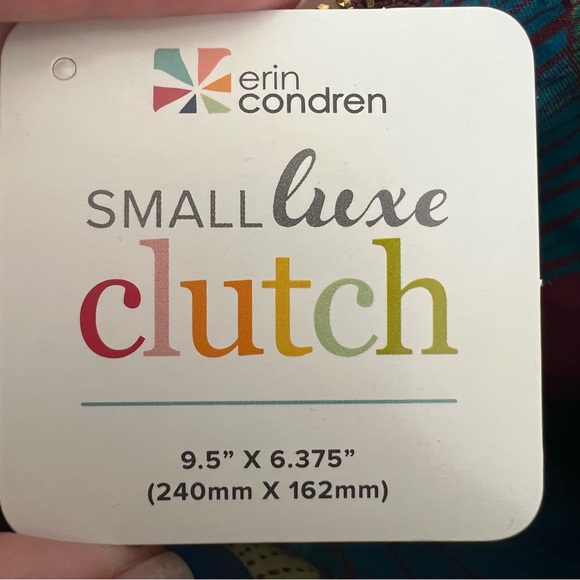 erin
condren
SMALL luxe
clutch
9.5” X 6.375”
(240mm X 162mm)